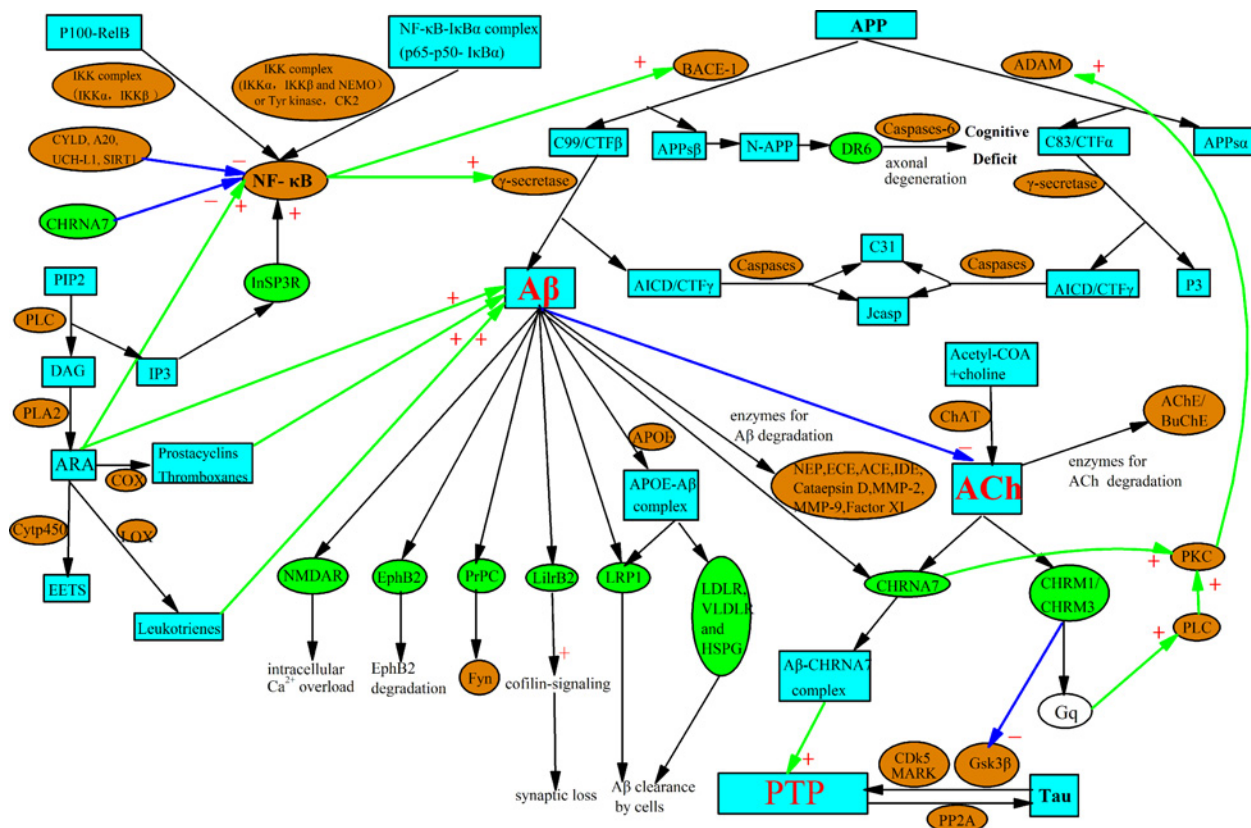 P100-RelB
NF-κB-IκBα complex
(p65-p50- IκBα)
APP
IKK complex
(IKKα, IKKβ)
IKK complex
(IKKα, IKKβ and NEMO)
or Tyr kinase, CK2
+
BACE-1
ADAM
+
CYLD, A20,
UCH-L1, SIRT1
−
NF- κB
+
γ-secretase
C99/CTFβ
APPsβ
N-APP
DR6
Caspases-6
axonal
degeneration
Cognitive
Deficit
C83/CTFα
APPsα
γ-secretase
CHRNA7
−
+
+
InSP3R
PIP2
PLC
DAG
IP3
PLA2
ARA
COX
Prostacyclins
Thromboxanes
Cytp450
LOX
EETS
Leukotrienes
+
+
+
Aβ
AICD/CTFγ
Caspases
C31
Jcasp
Caspases
AICD/CTFγ
P3
Acetyl-COA
+choline
ChAT
AChE/
BuChE
enzymes for
ACh degradation
−
ACh
enzymes for
Aβ degradation
NEP,ECE,ACE,IDE,
Cataepsin D,MMP-2,
MMP-9,Factor XI,
APOE
APOE-Aβ
complex
NMDAR
EphB2
PrPC
LilrB2
LRP1
LDLR,
VLDLR
and
HSPG
CHRNA7
CHRM1/
CHRM3
+
PKC
+
PLC
+
Gq
intracellular
Ca²⁺ overload
EphB2
degradation
Fyn
+
cofilin-signaling
synaptic loss
Aβ clearance
by cells
Aβ-CHRNA7
complex
+
PTP
CDk5
MARK
−
Gsk3β
PP2A
Tau